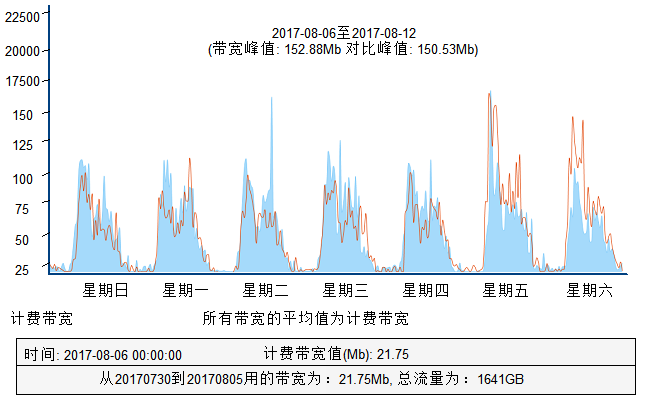 2017-08-06至2017-08-12
(带宽峰值: 152.88Mb 对比峰值: 150.53Mb)
22500
20000
17500
150
125
100
75
50
25
星期日 星期一 星期二 星期三 星期四 星期五 星期六
计费带宽 所有带宽的平均值为计费带宽
时间: 2017-08-06 00:00:00 计费带宽值(Mb): 21.75
从20170730到20170805用的带宽为：21.75Mb, 总流量为：1641GB